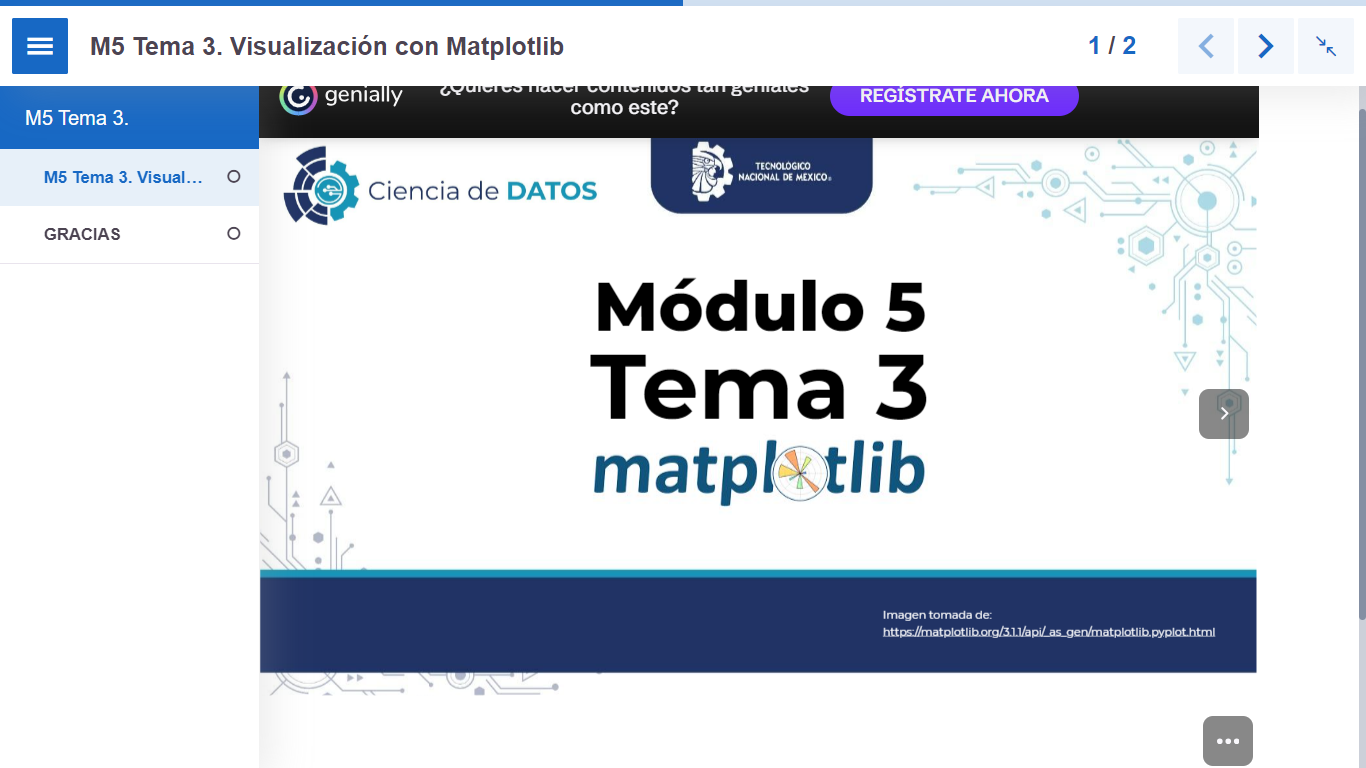 M5 Tema 3. Visualización con Matplotlib
1 / 2
M5 Tema 3.
M5 Tema 3. Visual...
GRACIAS
genially
¿Quieres hacer contenidos tan geniales
como este?
REGÍSTRATE AHORA
Ciencia de DATOS
TECNOLÓGICO
NACIONAL DE MÉXICO®
Módulo 5
Tema 3
matplotlib
Imagen tomada de:
https://matplotlib.org/3.1.1/api/_as_gen/matplotlib.pyplot.html